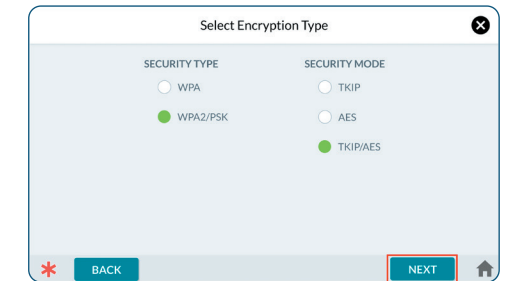 Select Encryption Type
SECURITY TYPE
WPA
WPA2/PSK
SECURITY MODE
TKIP
AES
TKIP/AES
BACK
NEXT